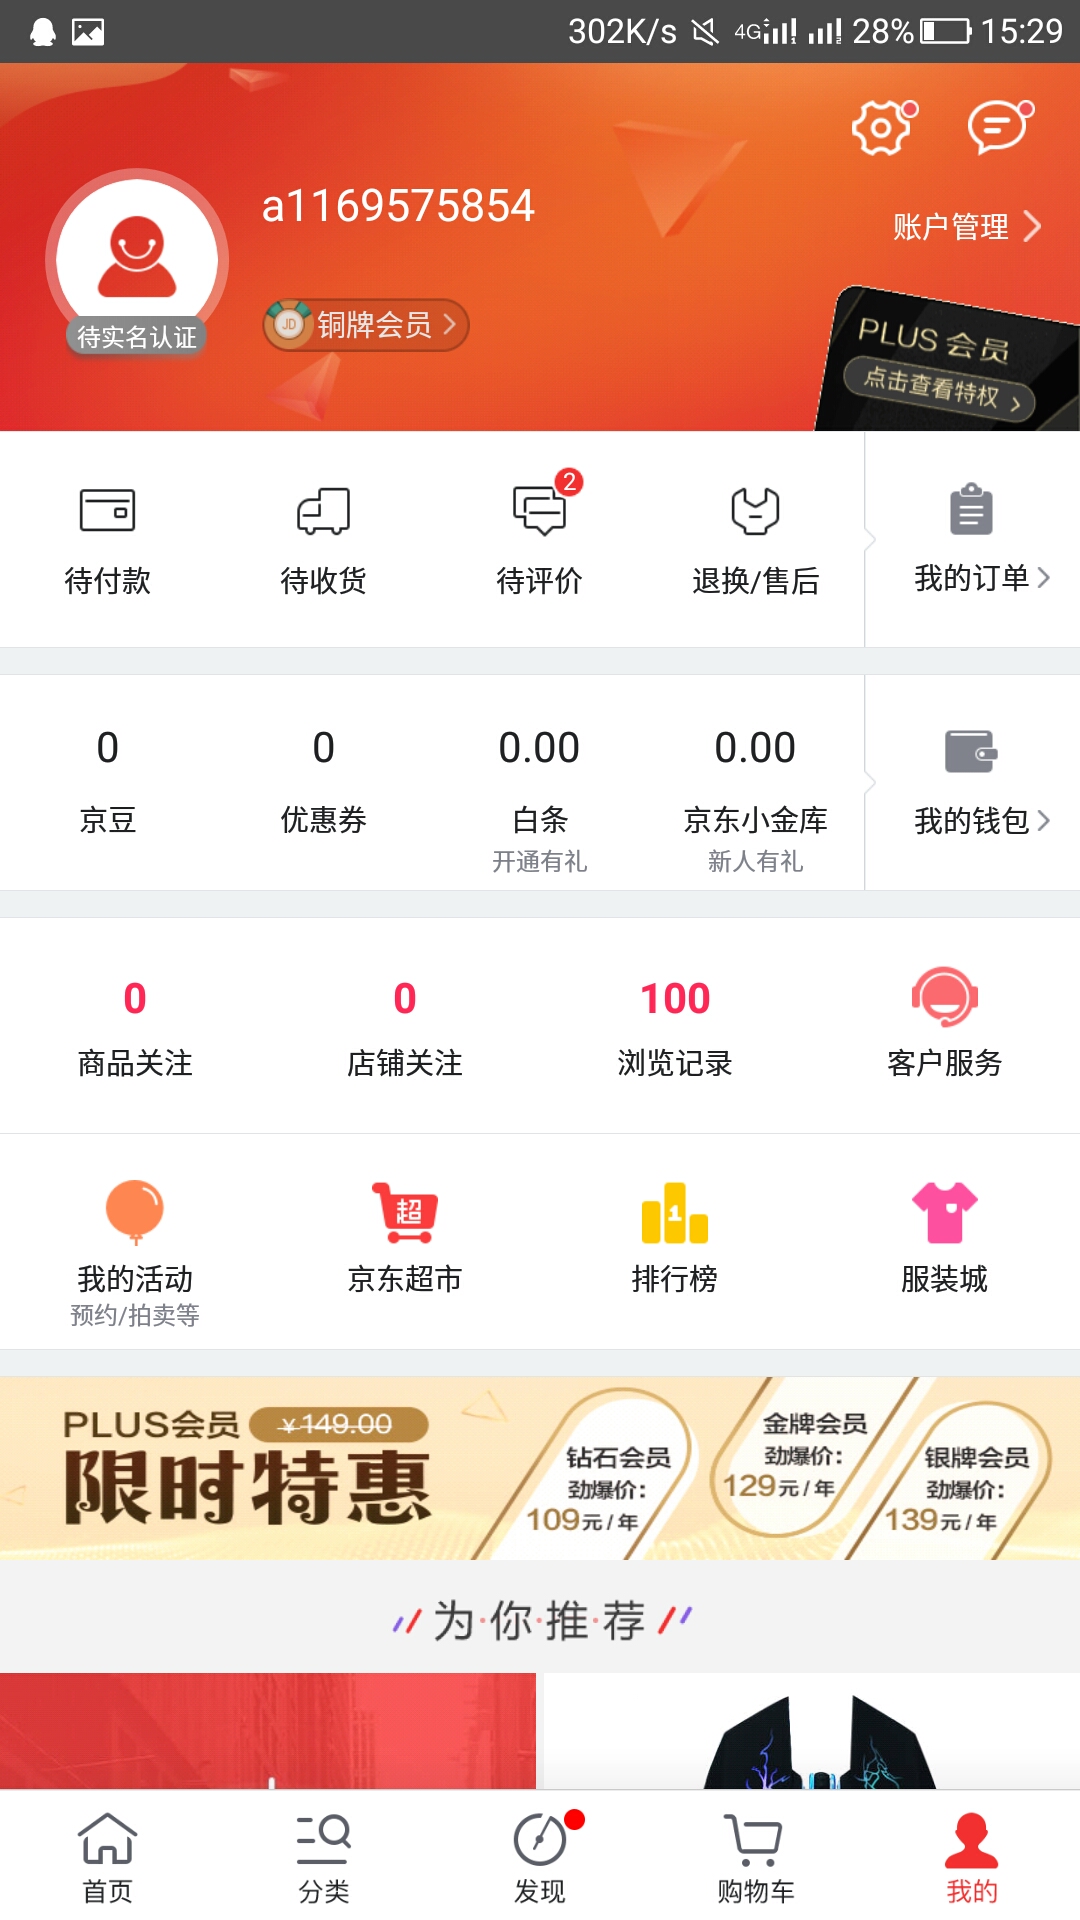 302K/s 4G 28% 15:29
a1169575854
账户管理
待实名认证
JD 铜牌会员
PLUS 会员
点击查看特权
2
待付款 待收货 待评价 退换/售后 我的订单
0 0 0.00 0.00
京豆 优惠券 白条 京东小金库 我的钱包
开通有礼 新人有礼
0 0 100
商品关注 店铺关注 浏览记录 客户服务
超 1
我的活动 京东超市 排行榜 服装城
预约/拍卖等
PLUS会员 ¥149.00
限时特惠
钻石会员
劲爆价:
109元/年
金牌会员
劲爆价:
129元/年
银牌会员
劲爆价:
139元/年
为·你·推·荐
首页 分类 发现 购物车 我的